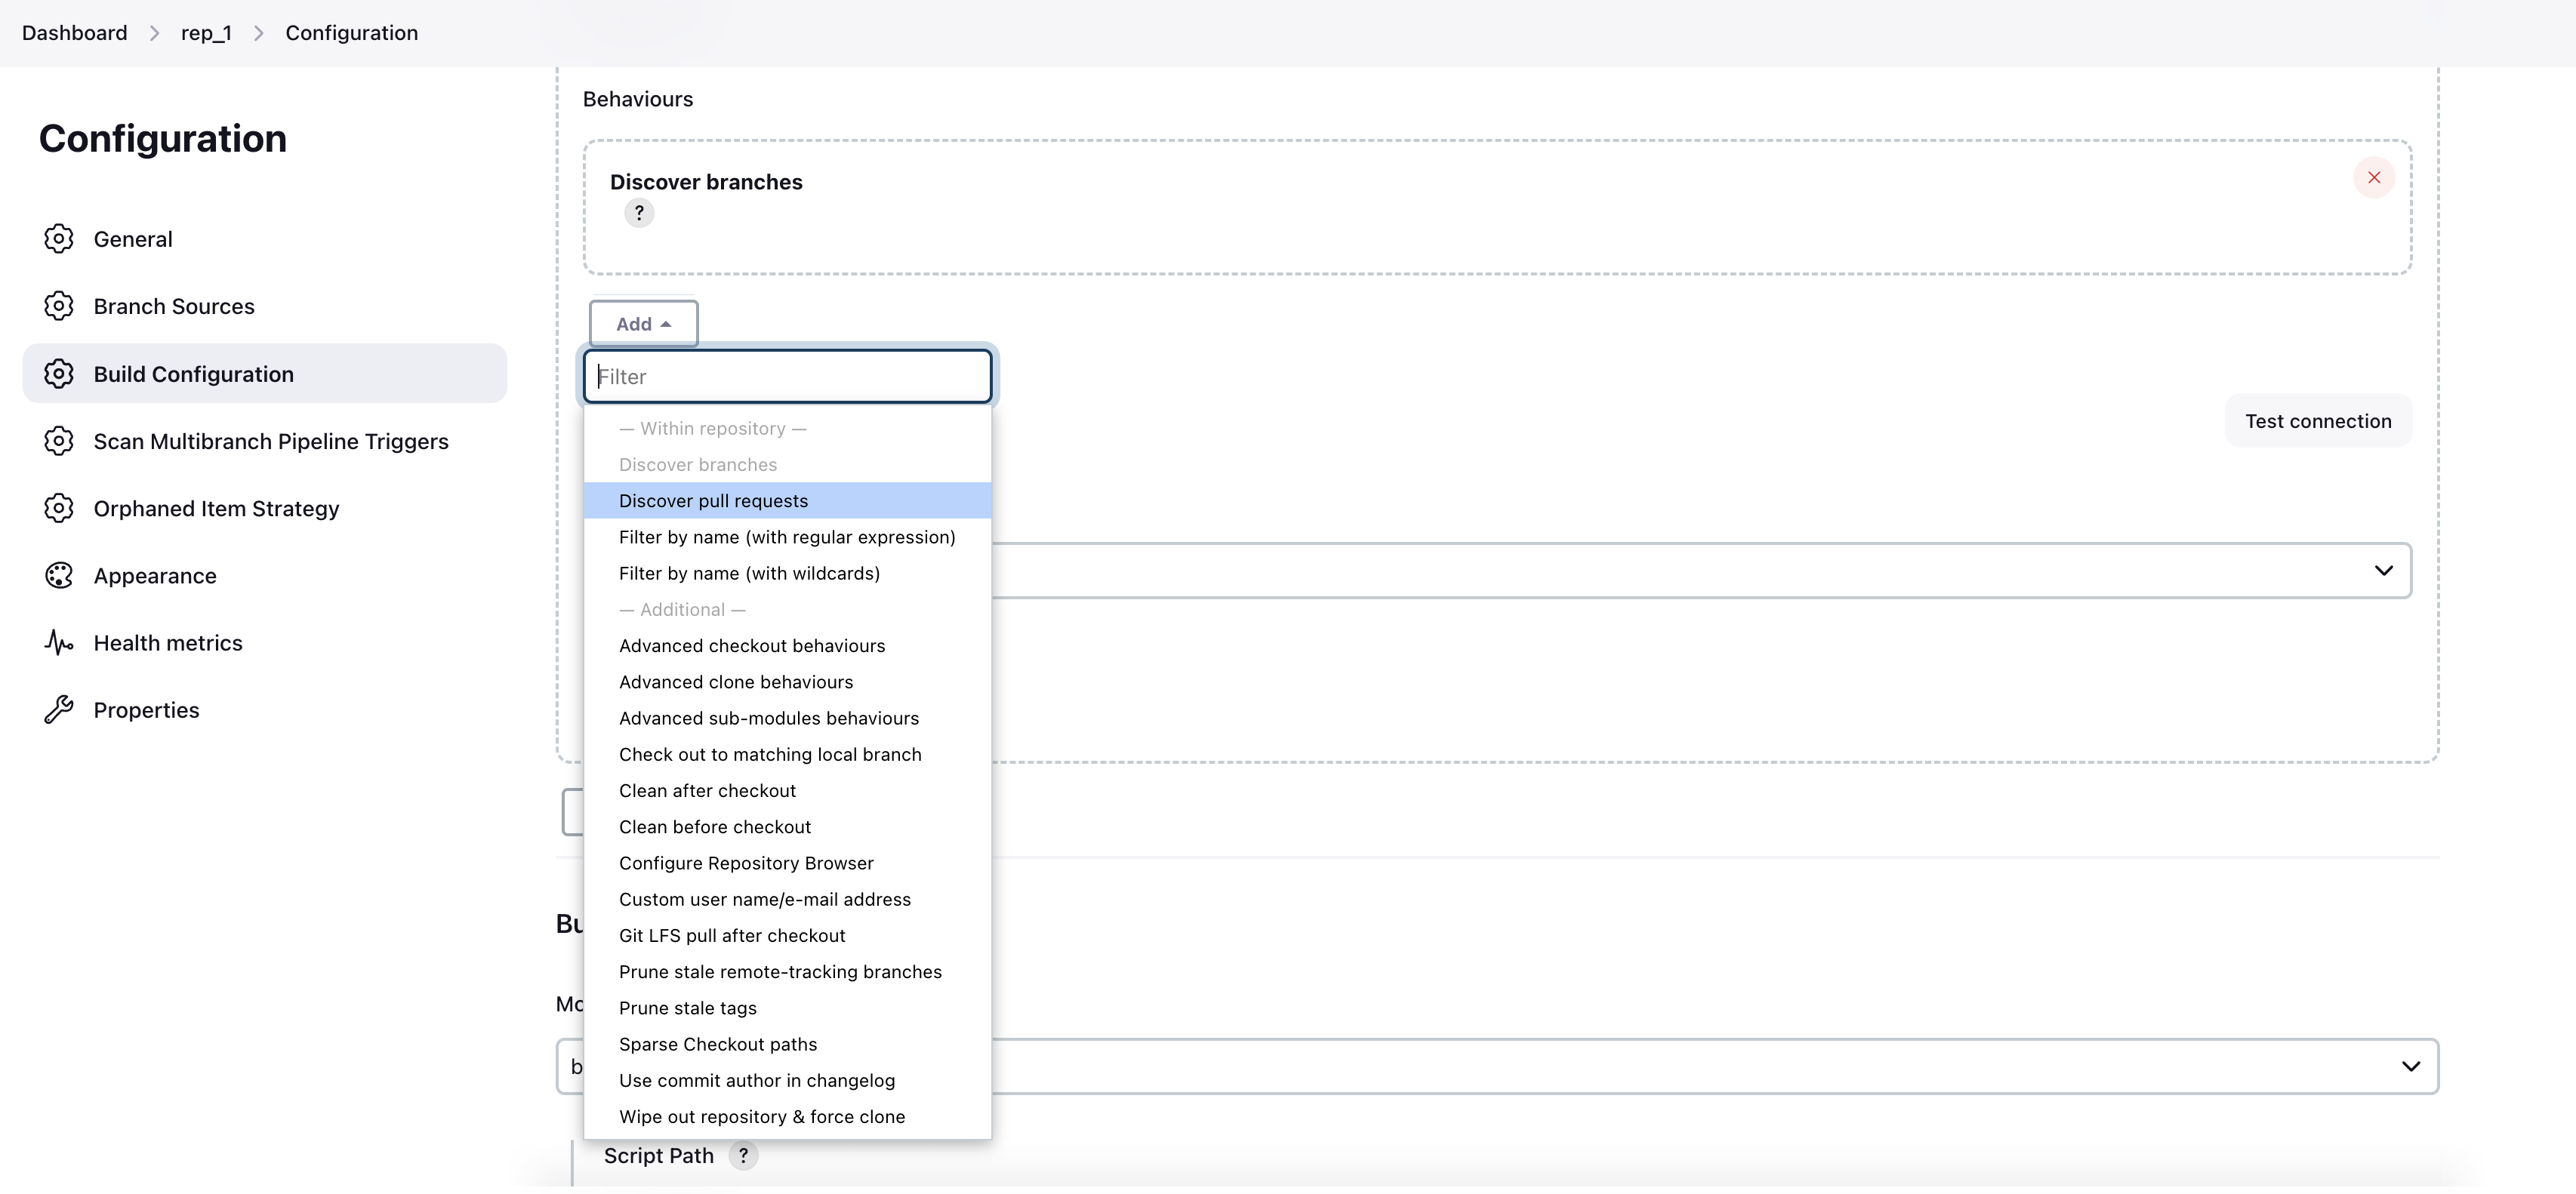 Dashboard > rep_1 > Configuration
Configuration
General
Branch Sources
Build Configuration
Scan Multibranch Pipeline Triggers
Orphaned Item Strategy
Appearance
Health metrics
Properties
Behaviours
Discover branches
?
Add
Filter
— Within repository —
Discover branches
Discover pull requests
Filter by name (with regular expression)
Filter by name (with wildcards)
— Additional —
Advanced checkout behaviours
Advanced clone behaviours
Advanced sub-modules behaviours
Check out to matching local branch
Clean after checkout
Clean before checkout
Configure Repository Browser
Custom user name/e-mail address
Git LFS pull after checkout
Prune stale remote-tracking branches
Prune stale tags
Sparse Checkout paths
Use commit author in changelog
Wipe out repository & force clone
Test connection
Script Path ?